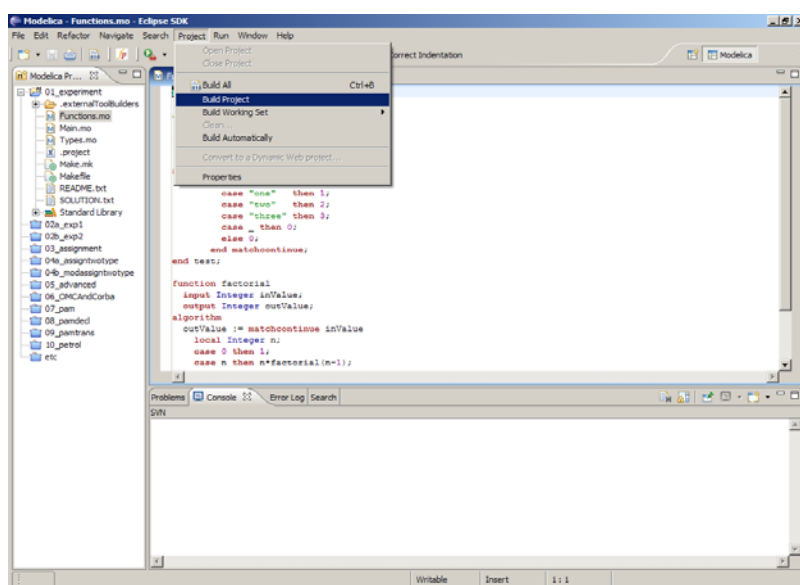 Modelica - Functions.mo - Eclipse SDK
File Edit Refactor Navigate Search Project Run Window Help
Open Project
Close Project
Build All Ctrl+B
Build Project
Build Working Set
Clean...
Build Automatically
Convert to a Dynamic Web project...
Properties
Correct Indentation
Modelica
Modelica Pr...
01_experiment
.externalToolBuilders
Functions.mo
Main.mo
Types.mo
.project
Make.mk
Makefile
README.txt
SOLUTION.txt
Standard Library
02a_exp1
02b_exp2
03_assignment
04a_assigntwotype
04b_modassigntwotype
05_advanced
06_OMCAndCorba
07_pam
08_pamdecl
09_pamtrans
10_petrol
etc
case "one" then 1;
case "two" then 2;
case "three" then 3;
case _ then 0;
else 0;
end matchcontinue;
end test;
function factorial
input Integer inValue;
output Integer outValue;
algorithm
outValue := matchcontinue inValue
local Integer n;
case 0 then 1;
case n then n*factorial(n-1);
Problems Console Error Log Search
SVN
Writable Insert 1 : 1